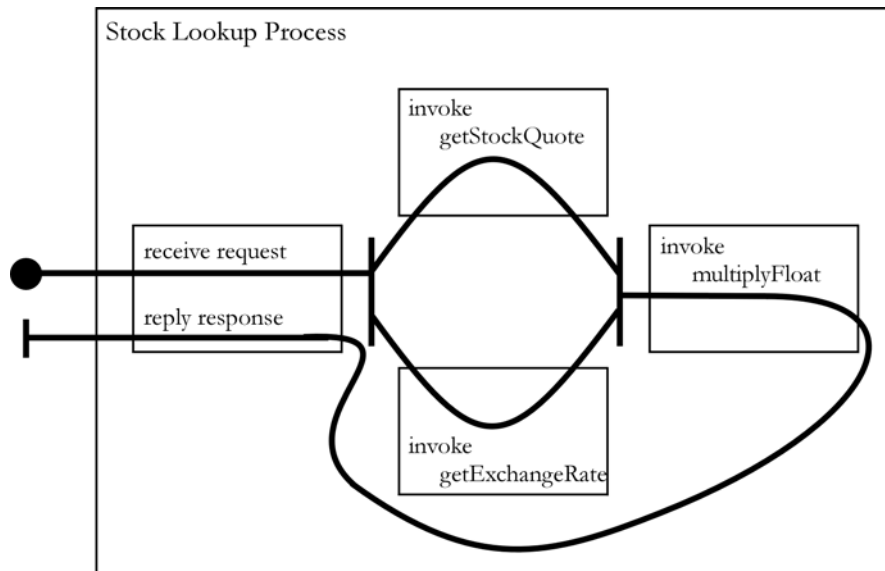 Stock Lookup Process
invoke
getStockQuote
receive request
reply response
invoke
multiplyFloat
invoke
getExchangeRate